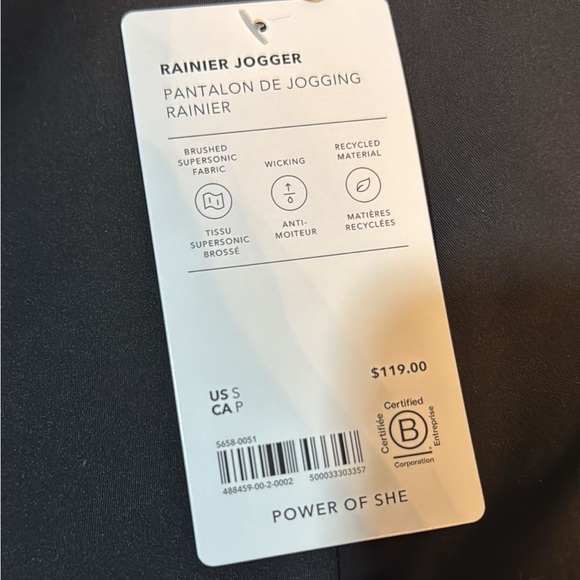 RAINIER JOGGER
PANTALON DE JOGGING
RAINIER
BRUSHED
SUPERSONIC
FABRIC
WICKING
RECYCLED
MATERIAL
TISSU
SUPERSONIC
BROSSÉ
ANTI-
MOITEUR
MATIÈRES
RECYCLÉES
$119.00
US S
CA P
Certified
Certifiée
B
Entreprise
Corporation
S658-0051
488459-00-2-0002 500033303357
POWER OF SHE